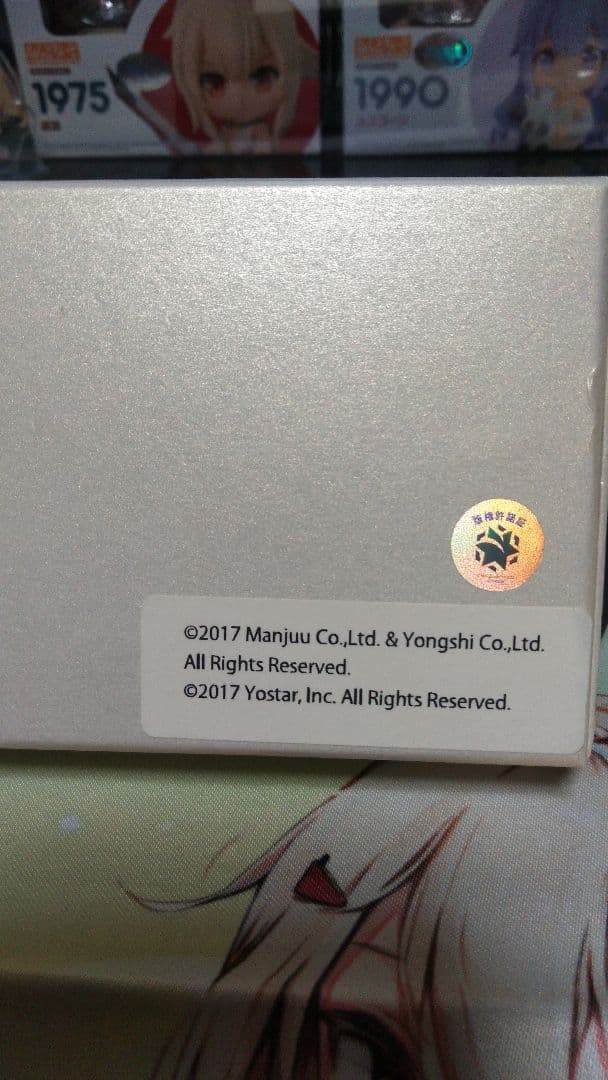 1975
1990
版権許諾証
©2017 Manjuu Co.,Ltd. & Yongshi Co.,Ltd.
All Rights Reserved.
©2017 Yostar, Inc. All Rights Reserved.